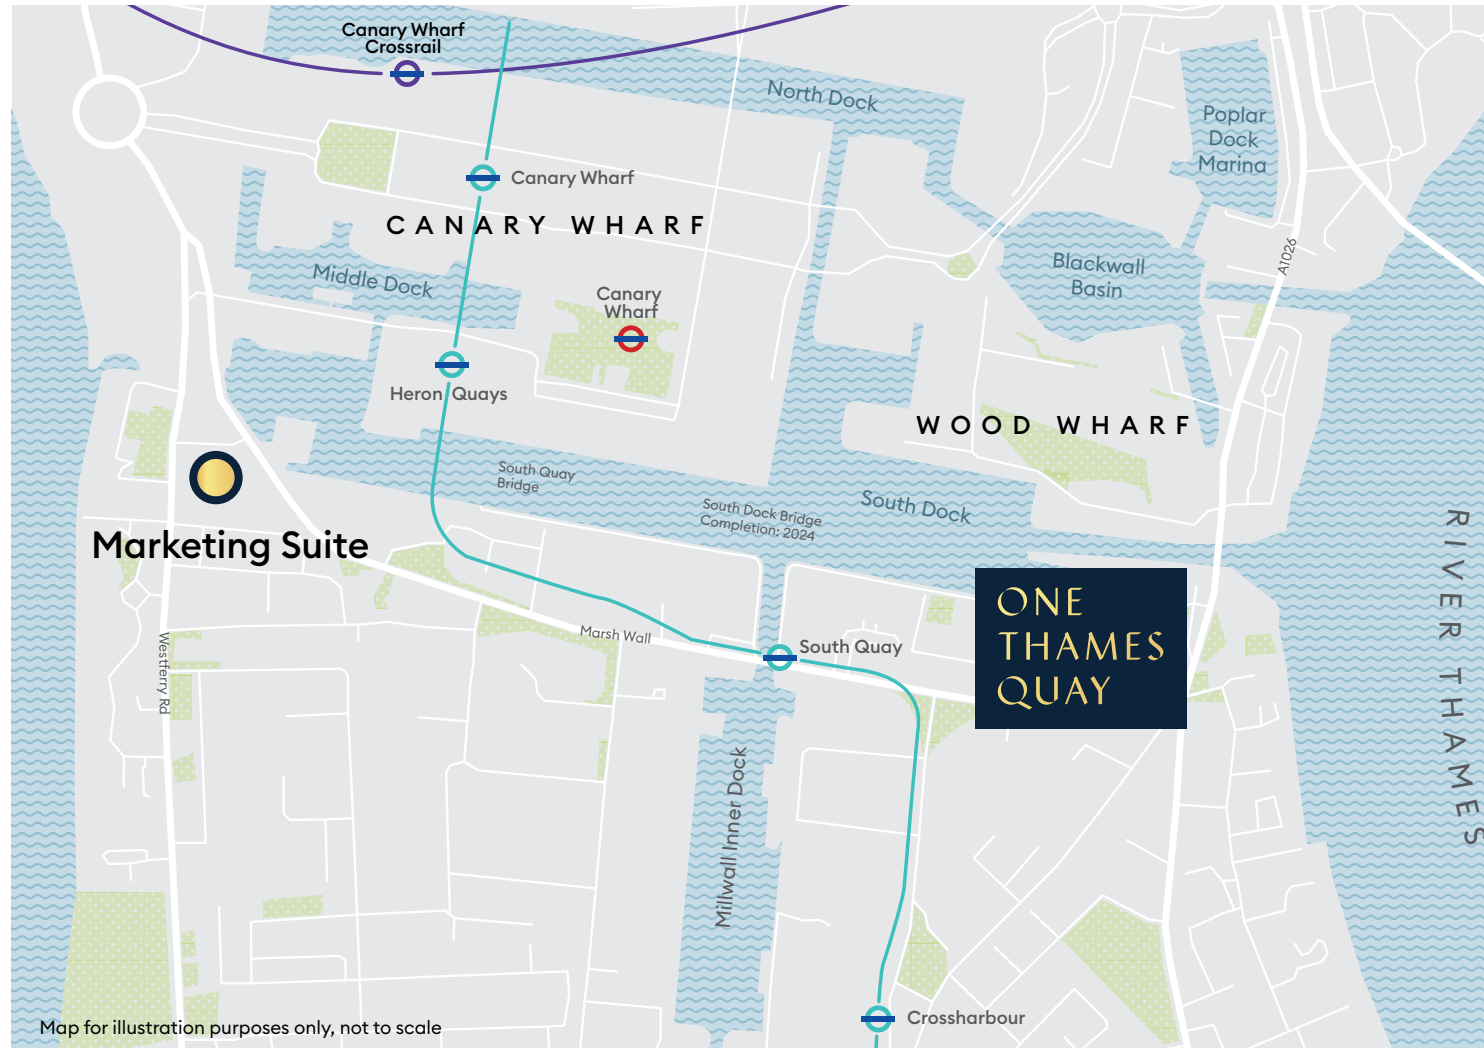 Canary Wharf
Crossrail
North Dock
Poplar
Dock
Marina
Canary Wharf
CANARY WHARF
A1026
Middle Dock
Blackwall
Basin
Canary
Wharf
Heron Quays
WOOD WHARF
South Quay
Bridge
South Dock Bridge
Completion: 2024
South Dock
RIVER THAMES
Marketing Suite
ONE
THAMES
QUAY
Marsh Wall
South Quay
Westferry Rd
Millwall Inner Dock
Crossharbour
Map for illustration purposes only, not to scale